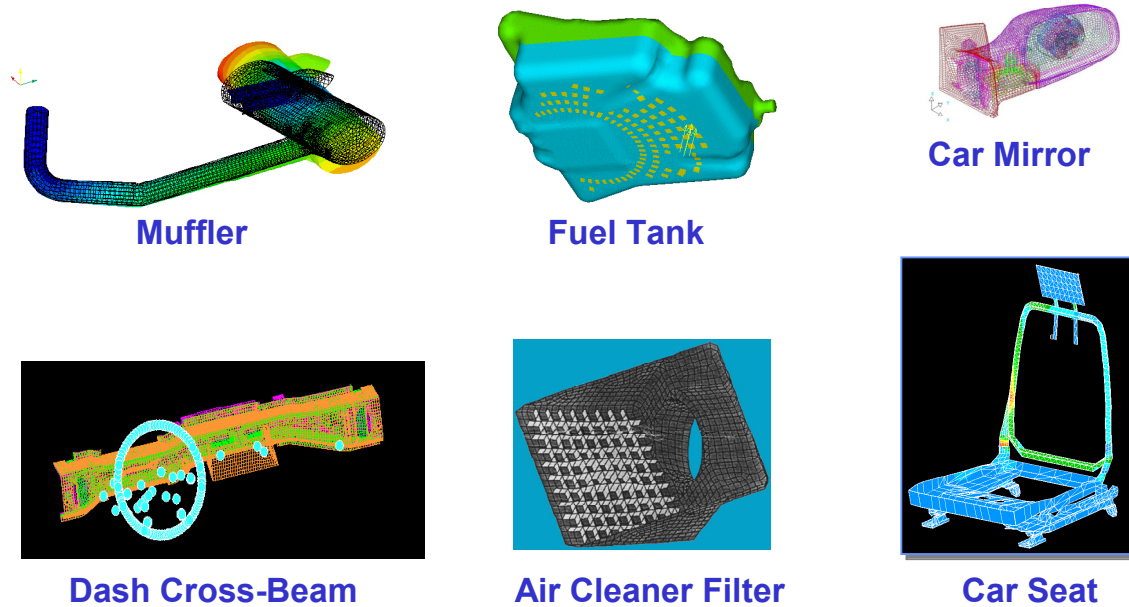 Muffler
Fuel Tank
Car Mirror
Dash Cross-Beam
Air Cleaner Filter
Car Seat